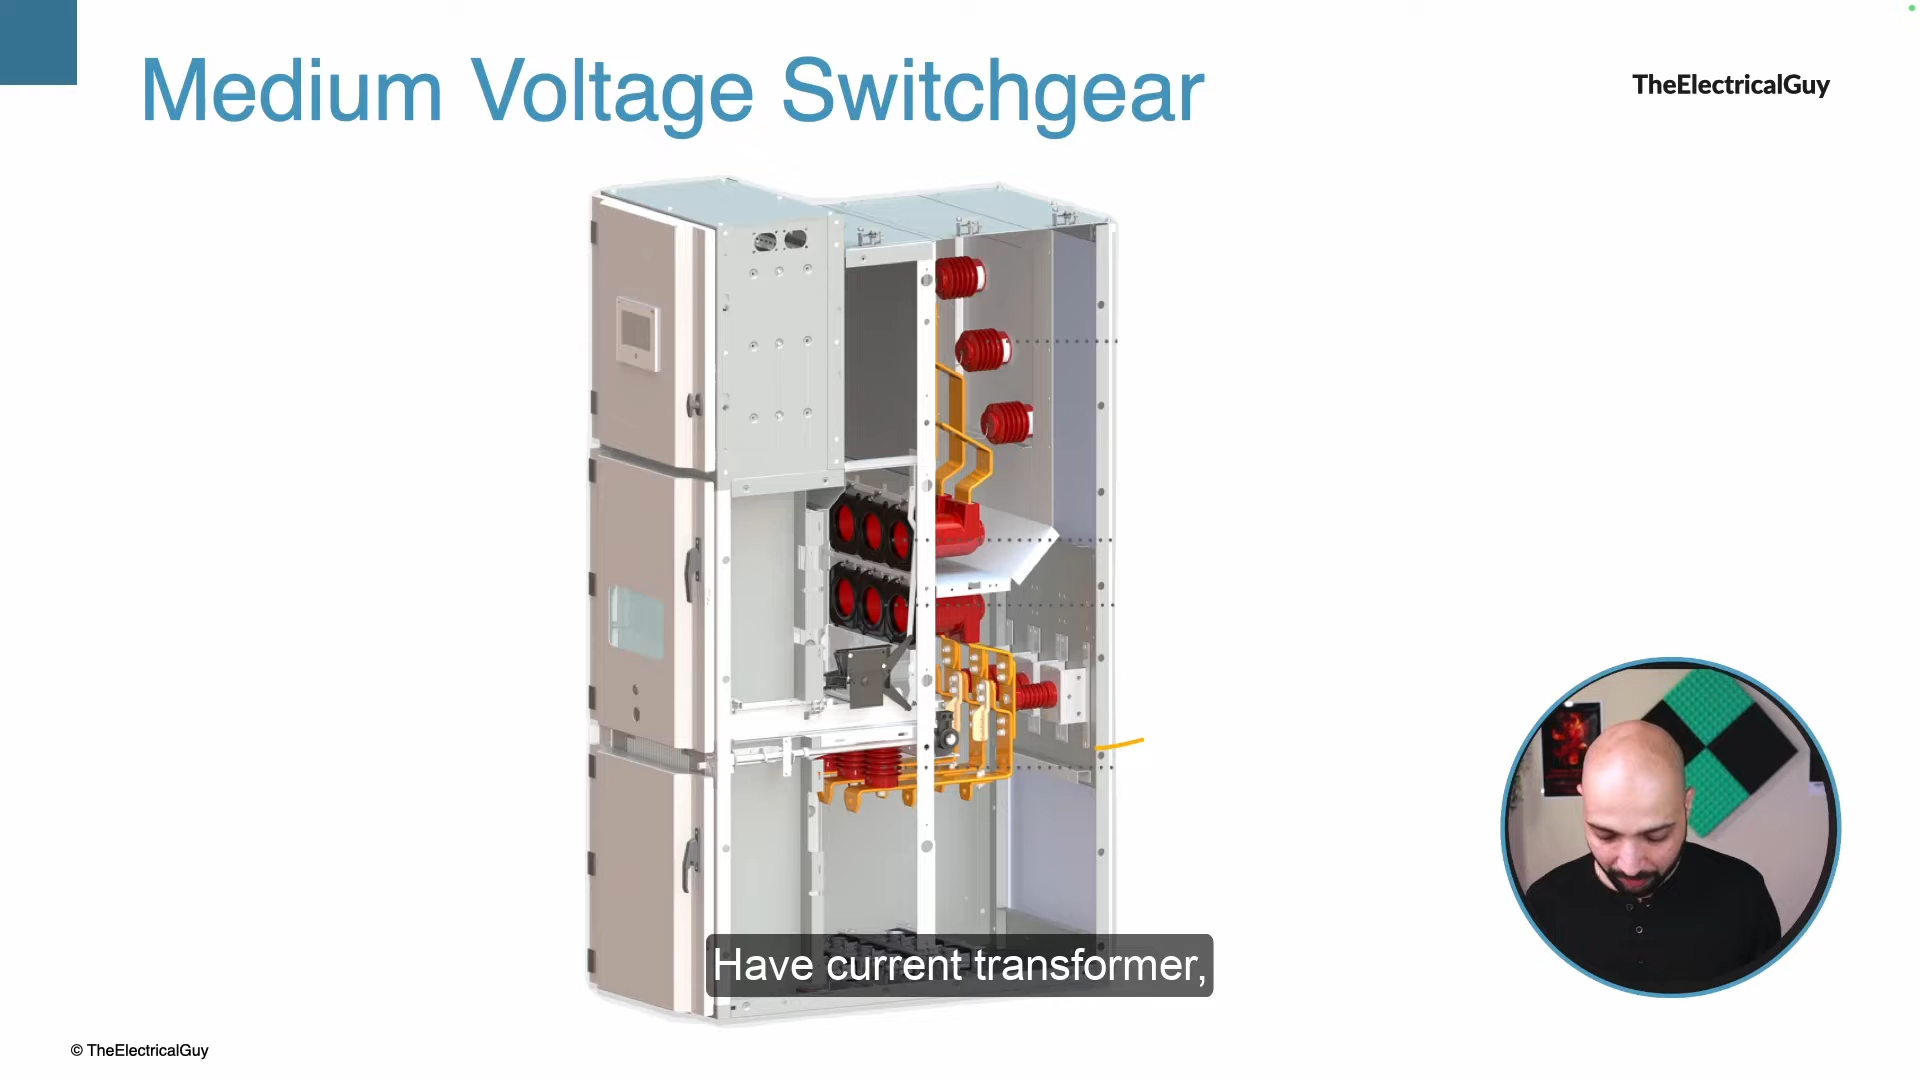 Medium Voltage Switchgear
TheElectricalGuy
Have current transformer,
© TheElectricalGuy